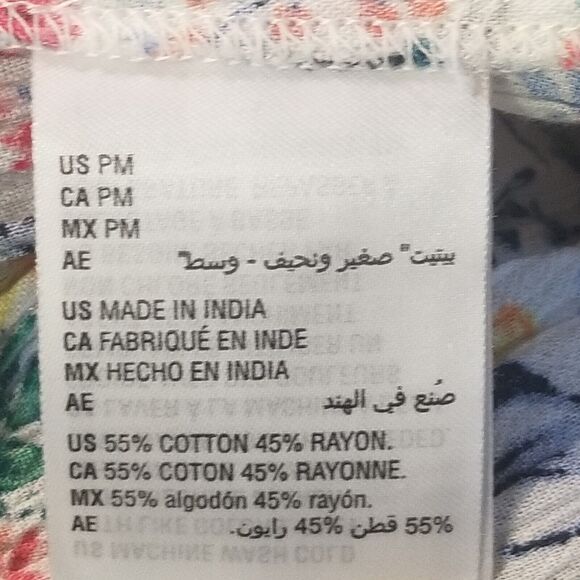 US PM
CA PM
MX PM
AE بيتيت" صغير ونحيف - وسط"
US MADE IN INDIA
CA FABRIQUÉ EN INDE
MX HECHO EN INDIA
AE صُنع في الهند
US 55% COTTON 45% RAYON.
CA 55% COTON 45% RAYONNE.
MX 55% algodón 45% rayón.
AE 55% قطن 45% رايون.